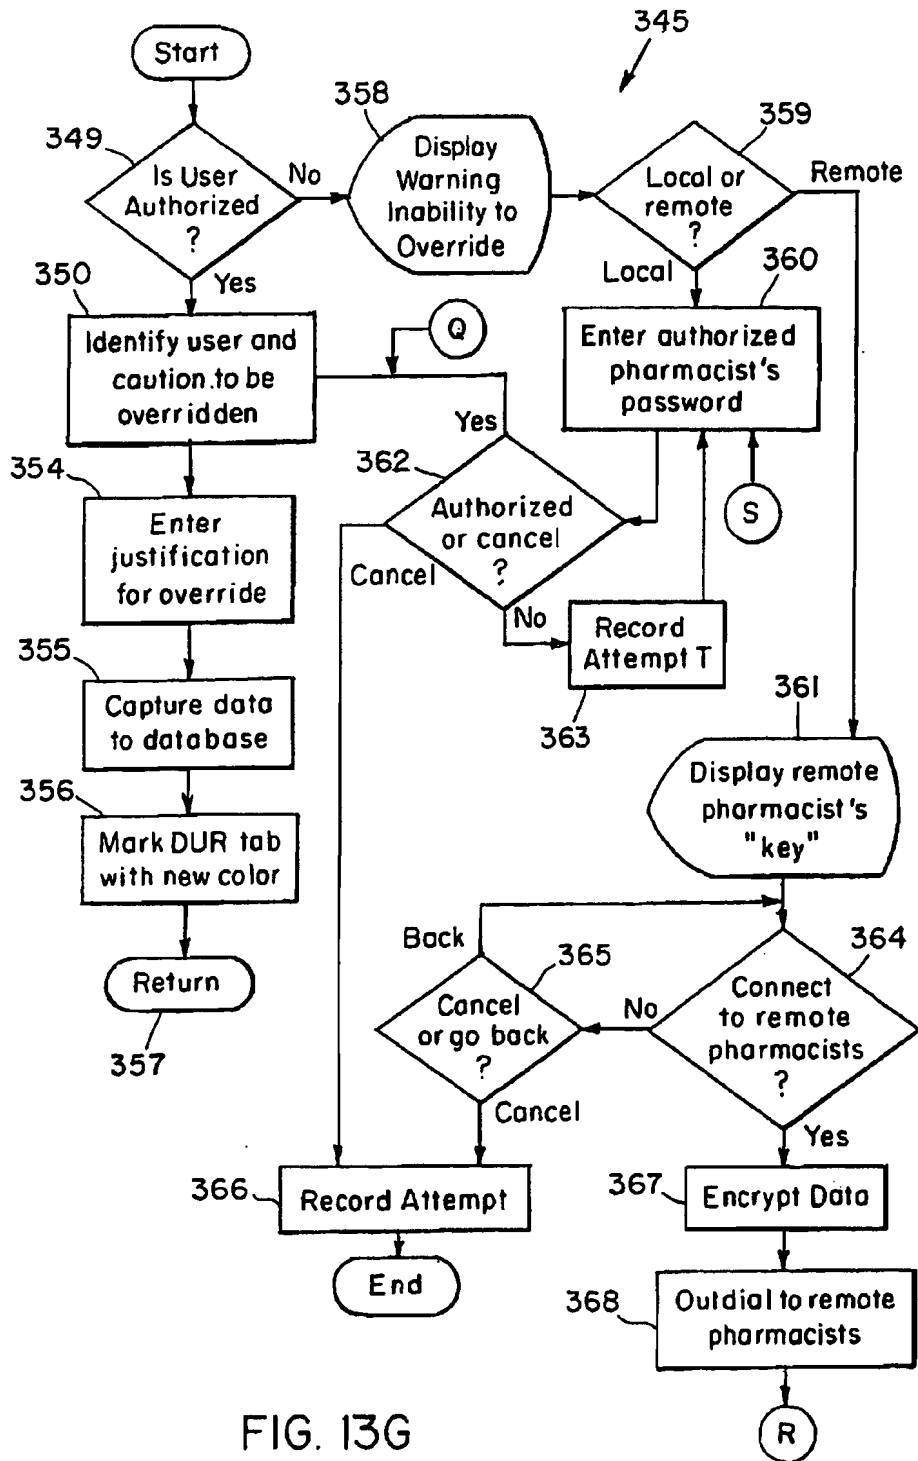 345
Start
349
Is User
Authorized
?
No
Yes
358
Display
Warning
Inability to
Override
359
Local or
remote
?
Remote
Local
350
Identify user and
caution.to be
overridden
Q
360
Enter authorized
pharmacist's
password
S
354
Enter
justification
for override
362
Yes
Authorized
or cancel
?
Cancel
No
Record
Attempt T
363
355
Capture data
to database
356
Mark DUR tab
with new color
Return
357
361
Display remote
pharmacist's
"key"
364
Connect
to remote
pharmacists
?
No
Yes
365
Back
Cancel
or go back
?
Cancel
366
Record Attempt
End
367
Encrypt Data
368
Outdial to remote
pharmacists
R
FIG. 13G